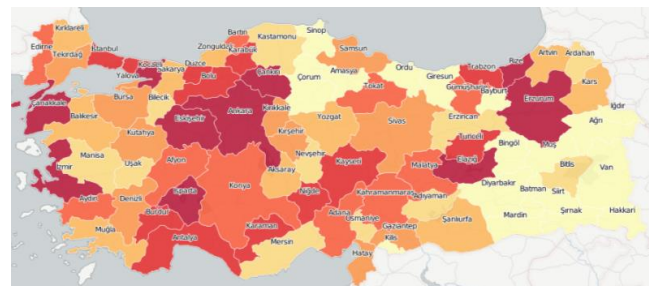 Kırklareli
Edirne
Tekirdağ
İstanbul
Kocaeli
Yalova
Sakarya
Düzce
Zonguldak
Bartın
Karabük
Kastamonu
Sinop
Samsun
Bolu
Çankırı
Çorum
Amasya
Ordu
Giresun
Trabzon
Rize
Artvin
Ardahan
Kars
Gümüşhane
Bayburt
Erzurum
Iğdır
Ağrı
Tokat
Çanakkale
Balıkesir
Bursa
Bilecik
Eskişehir
Ankara
Kırıkkale
Yozgat
Sivas
Erzincan
Tunceli
Bingöl
Muş
Kütahya
Kırşehir
Manisa
Uşak
Afyon
Nevşehir
Kayseri
Malatya
Elazığ
Bitlis
Van
İzmir
Aksaray
Diyarbakır
Batman
Siirt
Aydın
Denizli
Isparta
Konya
Niğde
Kahramanmaraş
Adıyaman
Burdur
Adana
Osmaniye
Gaziantep
Şanlıurfa
Mardin
Şırnak
Hakkari
Muğla
Antalya
Karaman
Mersin
Kilis
Hatay